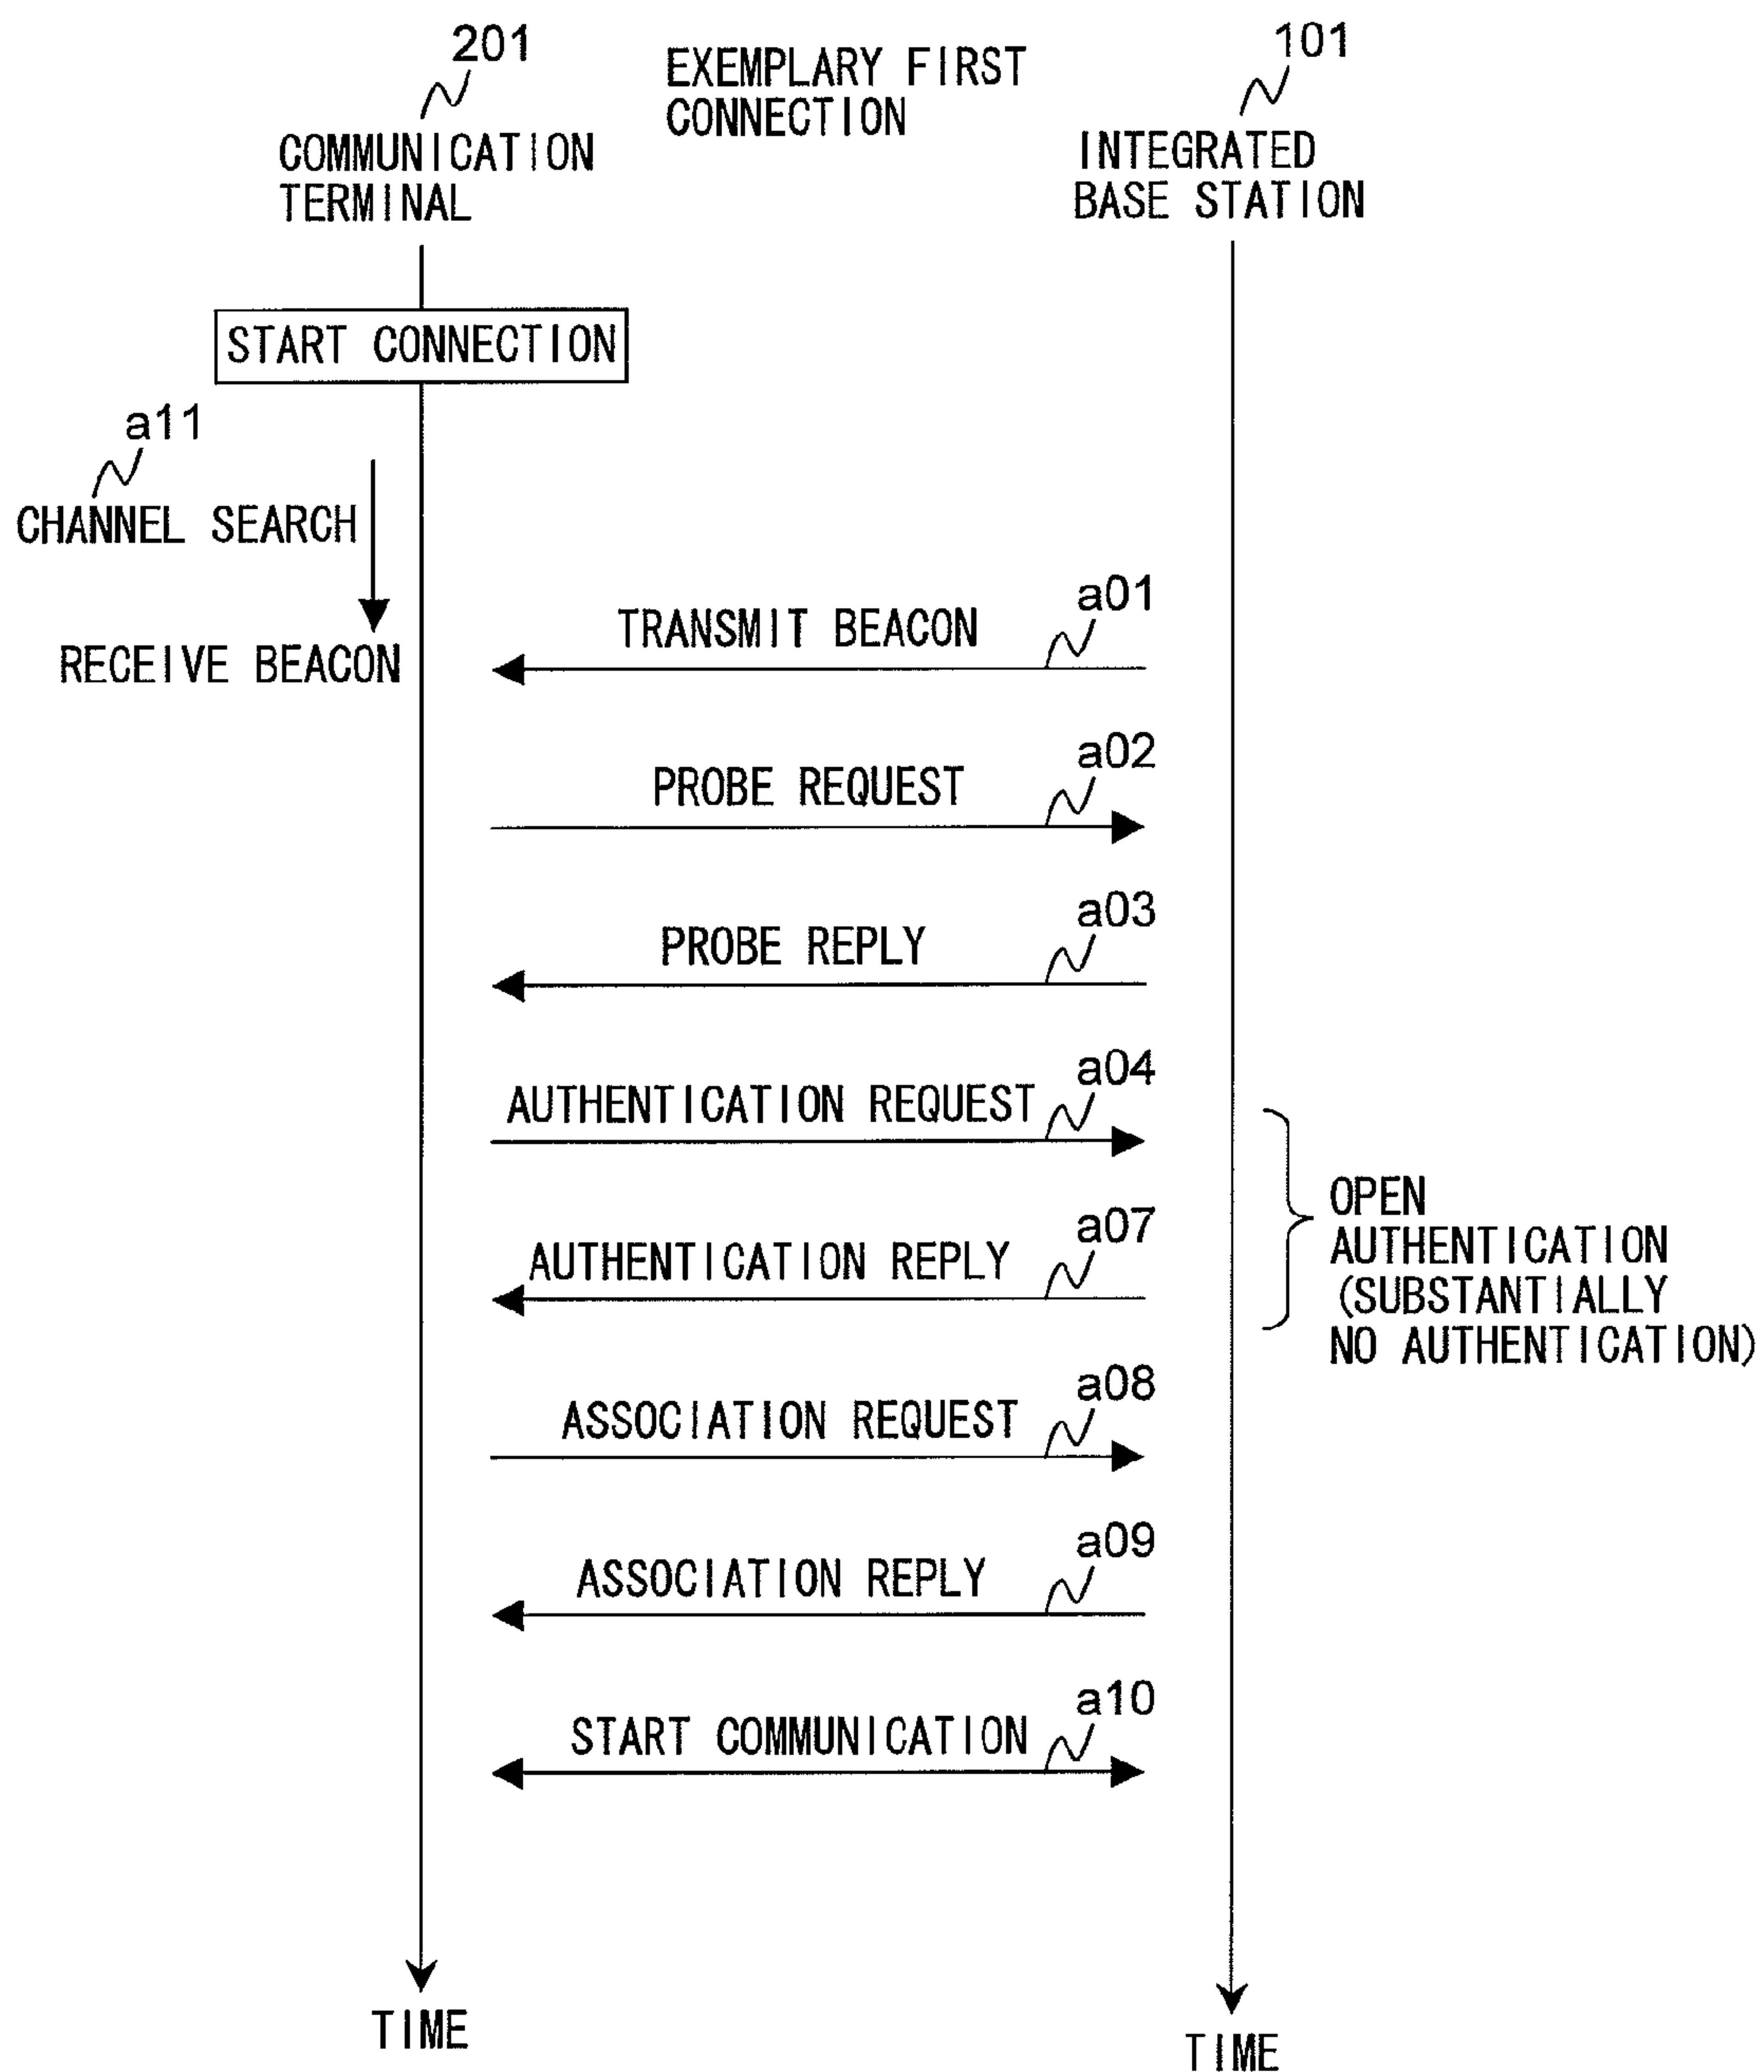 201
EXEMPLARY FIRST
CONNECTION
101
COMMUNICATION
TERMINAL
INTEGRATED
BASE STATION
START CONNECTION
a11
CHANNEL SEARCH
RECEIVE BEACON
a01
TRANSMIT BEACON
a02
PROBE REQUEST
a03
PROBE REPLY
a04
AUTHENTICATION REQUEST
a07
AUTHENTICATION REPLY
OPEN
AUTHENTICATION
(SUBSTANTIALLY
NO AUTHENTICATION)
a08
ASSOCIATION REQUEST
a09
ASSOCIATION REPLY
a10
START COMMUNICATION
TIME
TIME